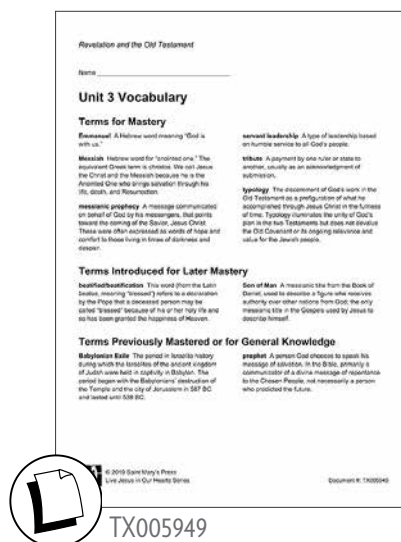 Revelation and the Old Testament
Name
Unit 3 Vocabulary
Terms for Mastery
Emmanuel A Hebrew word meaning "God is
with us."
Messiah Hebrew word for "anointed one." The
equivalent Greek term is christos. We call Jesus
the Christ and the Messiah because he is the
Anointed One who brings salvation through his
life, death, and Resurrection.
messianic prophecy A message communicated
on behalf of God by his messengers, that points
toward the coming of the Savior, Jesus Christ.
These were often expressed as words of hope and
comfort to those living in times of darkness and
despair.
servant leadership A type of leadership based
on humble service to all God's people.
tribute A payment by one ruler or state to
another, usually as an acknowledgment of
submission.
typology The discernment of God's work in the
Old Testament as a prefiguration of what he
accomplished through Jesus Christ in the fullness
of time. Typology illuminates the unity of God's
plan in the two Testaments but does not devalue
the Old Covenant or its ongoing relevance and
value for the Jewish people.
Terms Introduced for Later Mastery
beatified/beatification This word (from the Latin
beatus, meaning "blessed") refers to a declaration
by the Pope that a deceased person may be
called "blessed" because of his or her holy life and
so has been granted the happiness of Heaven.
Son of Man A messianic title from the Book of
Daniel, used to describe a figure who receives
authority over other nations from God; the only
messianic title in the Gospels used by Jesus to
describe himself.
Terms Previously Mastered or for General Knowledge
Babylonian Exile The period in Israelite history
during which the Israelites of the ancient kingdom
of Judah were held in captivity in Babylon. The
period began with the Babylonians' destruction of
the Temple and the city of Jerusalem in 587 BC
and lasted until 538 BC.
prophet A person God chooses to speak his
message of salvation. In the Bible, primarily a
communicator of a divine message of repentance
to the Chosen People, not necessarily a person
who predicted the future.
© 2019 Saint Mary's Press
Live Jesus in Our Hearts Series
Document #: TX005949
TX005949